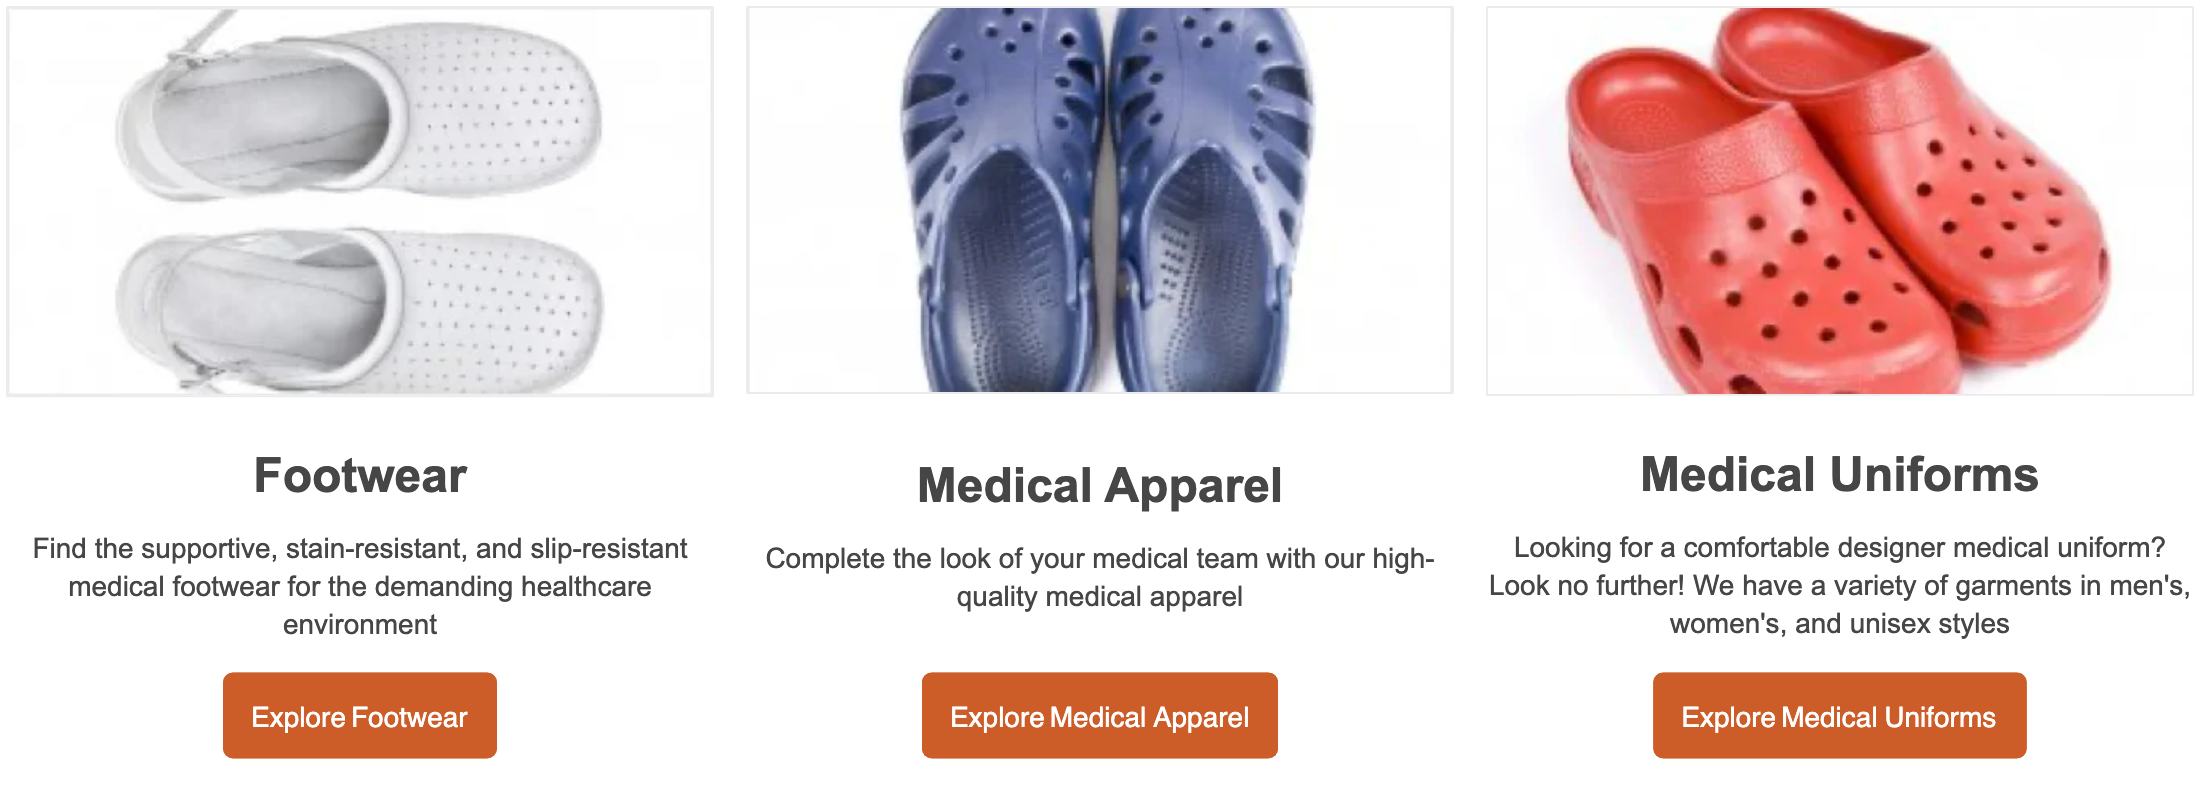 Footwear
Find the supportive, stain-resistant, and slip-resistant
medical footwear for the demanding healthcare
environment
Explore Footwear
Medical Apparel
Complete the look of your medical team with our high-
quality medical apparel
Explore Medical Apparel
Medical Uniforms
Looking for a comfortable designer medical uniform?
Look no further! We have a variety of garments in men's,
women's, and unisex styles
Explore Medical Uniforms